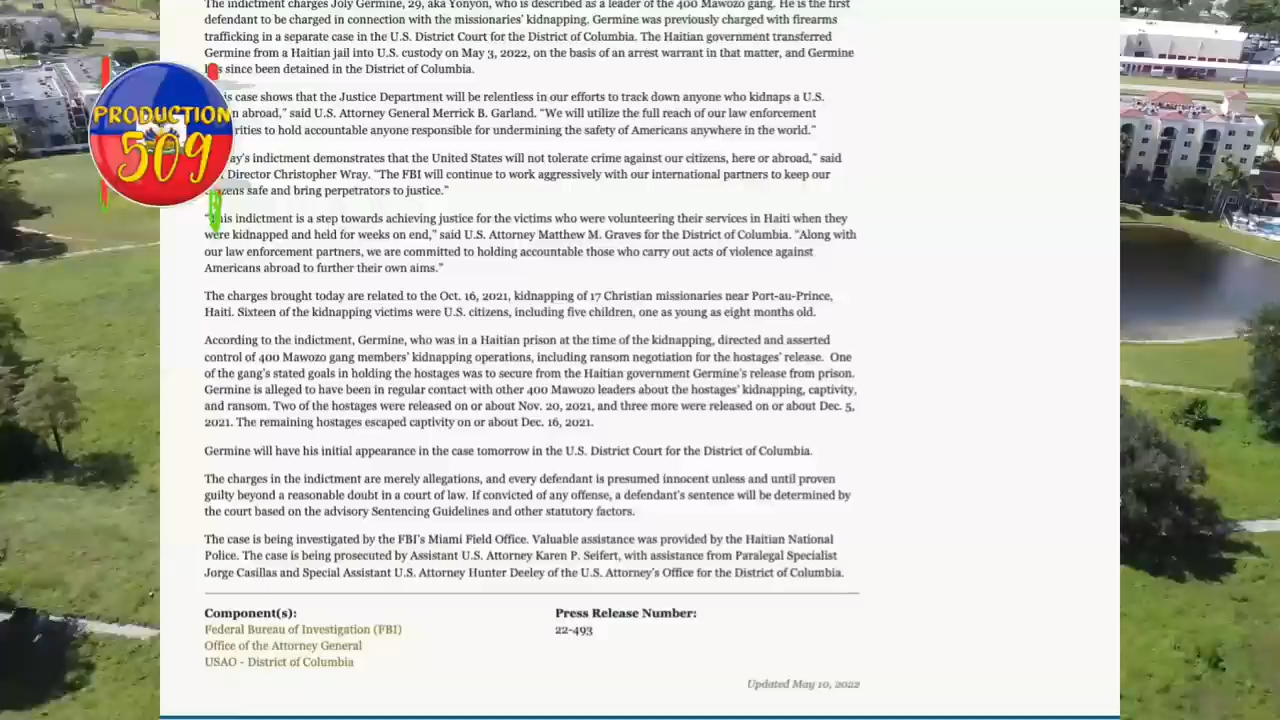 The indictment charges Joly Germine, 29, aka Yonyon, who is described as a leader of the 400 Mawozo gang. He is the first
defendant to be charged in connection with the missionaries' kidnapping. Germine was previously charged with firearms
trafficking in a separate case in the U.S. District Court for the District of Columbia. The Haitian government transferred
Germine from a Haitian jail into U.S. custody on May 3, 2022, on the basis of an arrest warrant in that matter, and Germine
since been detained in the District of Columbia.
case shows that the Justice Department will be relentless in our efforts to track down anyone who kidnaps a U.S.
abroad,” said U.S. Attorney General Merrick B. Garland. “We will utilize the full reach of our law enforcement
to hold accountable anyone responsible for undermining the safety of Americans anywhere in the world.”
indictment demonstrates that the United States will not tolerate crime against our citizens, here or abroad,” said
Director Christopher Wray. “The FBI will continue to work aggressively with our international partners to keep our
safe and bring perpetrators to justice.”
“This indictment is a step towards achieving justice for the victims who were volunteering their services in Haiti when they
were kidnapped and held for weeks on end,” said U.S. Attorney Matthew M. Graves for the District of Columbia. “Along with
our law enforcement partners, we are committed to holding accountable those who carry out acts of violence against
Americans abroad to further their own aims.”
The charges brought today are related to the Oct. 16, 2021, kidnapping of 17 Christian missionaries near Port-au-Prince,
Haiti. Sixteen of the kidnapping victims were U.S. citizens, including five children, one as young as eight months old.
According to the indictment, Germine, who was in a Haitian prison at the time of the kidnapping, directed and asserted
control of 400 Mawozo gang members' kidnapping operations, including ransom negotiation for the hostages' release. One
of the gang's stated goals in holding the hostages was to secure from the Haitian government Germine's release from prison.
Germine is alleged to have been in regular contact with other 400 Mawozo leaders about the hostages' kidnapping, captivity,
and ransom. Two of the hostages were released on or about Nov. 20, 2021, and three more were released on or about Dec. 5,
2021. The remaining hostages escaped captivity on or about Dec. 16, 2021.
Germine will have his initial appearance in the case tomorrow in the U.S. District Court for the District of Columbia.
The charges in the indictment are merely allegations, and every defendant is presumed innocent unless and until proven
guilty beyond a reasonable doubt in a court of law. If convicted of any offense, a defendant's sentence will be determined by
the court based on the advisory Sentencing Guidelines and other statutory factors.
The case is being investigated by the FBI's Miami Field Office. Valuable assistance was provided by the Haitian National
Police. The case is being prosecuted by Assistant U.S. Attorney Karen P. Seifert, with assistance from Paralegal Specialist
Jorge Casillas and Special Assistant U.S. Attorney Hunter Deeley of the U.S. Attorney's Office for the District of Columbia.
Component(s):
Federal Bureau of Investigation (FBI)
Office of the Attorney General
USAO - District of Columbia
Press Release Number:
22-493
Updated May 10, 2022
PRODUCTION
509